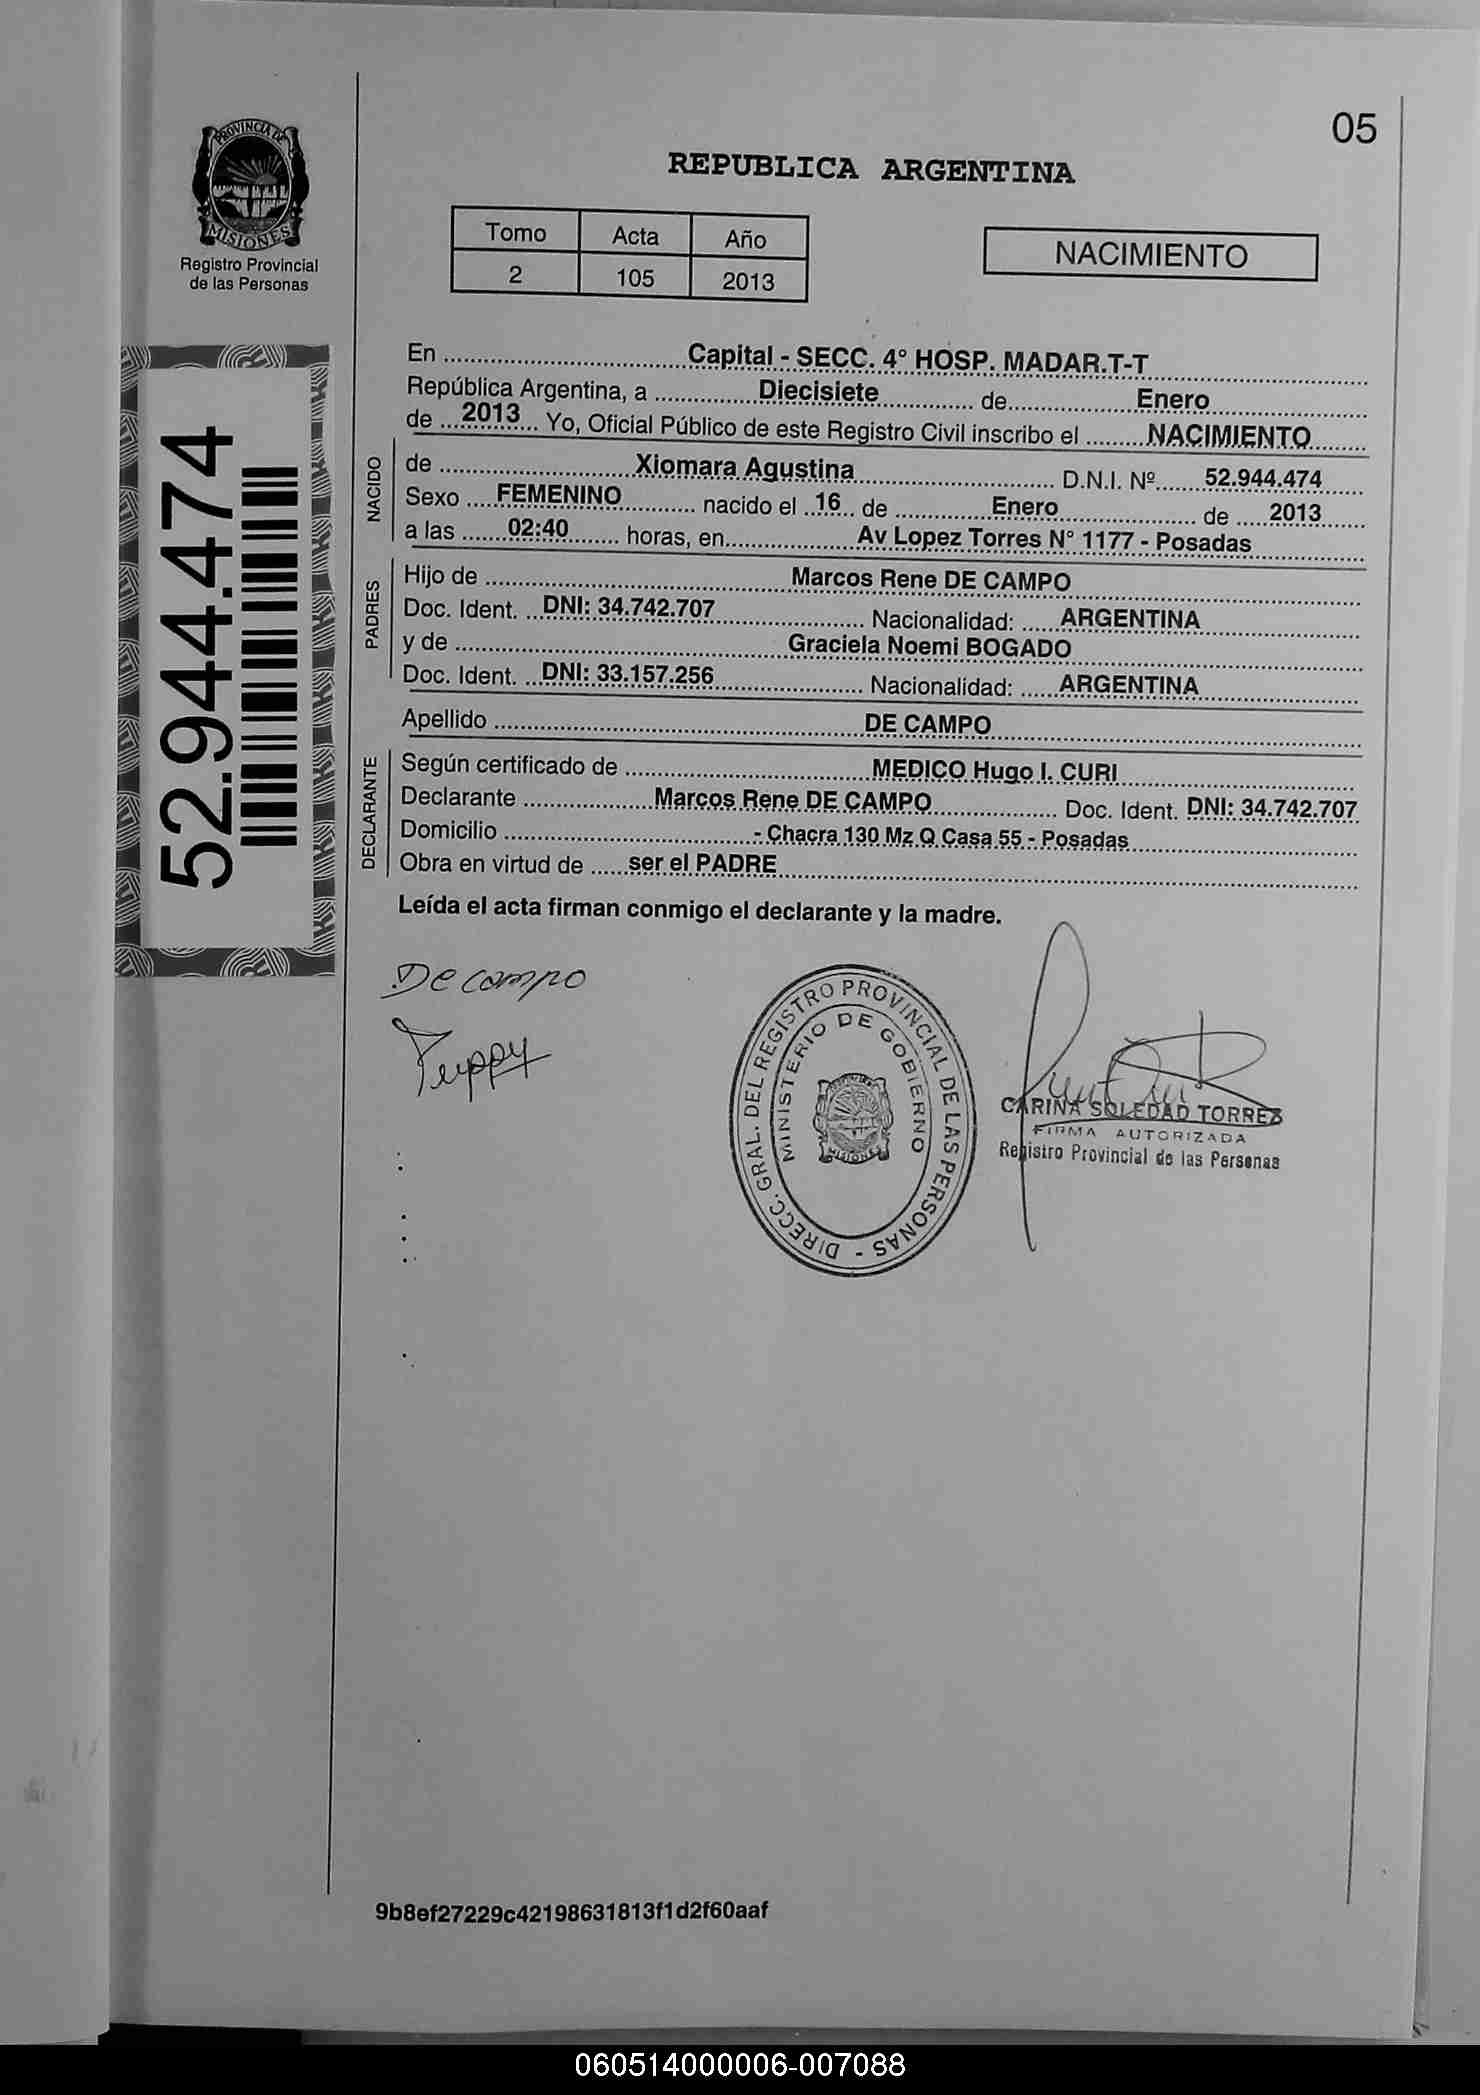 05
PROVINCIA DE
MISIONES
Registro Provincial
de las Personas
REPUBLICA ARGENTINA
Tomo Acta Año
2 105 2013
NACIMIENTO
52.944.474
En ........ Capital - SECC. 4° HOSP. MADAR.T-T
República Argentina, a ........ Diecisiete ........ de ........ Enero
de ........ 2013 ........ Yo, Oficial Público de este Registro Civil inscribo el ........ NACIMIENTO
NACIDO
de ........ Xiomara Agustina ........ D.N.I. Nº ........ 52.944.474
Sexo ........ FEMENINO ........ nacido el ..16.. de ........ Enero ........ de ........ 2013
a las ........ 02:40 ........ horas, en ........ Av Lopez Torres N° 1177 - Posadas
PADRES
Hijo de ........ Marcos Rene DE CAMPO
Doc. Ident. ... DNI: 34.742.707 ........ Nacionalidad: ..... ARGENTINA
y de ........ Graciela Noemi BOGADO
Doc. Ident. ... DNI: 33.157.256 ........ Nacionalidad: ..... ARGENTINA
Apellido ........ DE CAMPO
DECLARANTE
Según certificado de ........ MEDICO Hugo I. CURI
Declarante ........ Marcos Rene DE CAMPO ........ Doc. Ident. DNI: 34.742.707
Domicilio ........ - Chacra 130 Mz Q Casa 55 - Posadas
Obra en virtud de ...... ser el PADRE
Leída el acta firman conmigo el declarante y la madre.
De campo
DIRECC. GRAL. DEL REGISTRO PROVINCIAL DE LAS PERSONAS -
MINISTERIO DE GOBIERNO
MISIONES
CARINA SOLEDAD TORREZ
FIRMA AUTORIZADA
Registro Provincial de las Personas
9b8ef27229c42198631813f1d2f60aaf
060514000006-007088